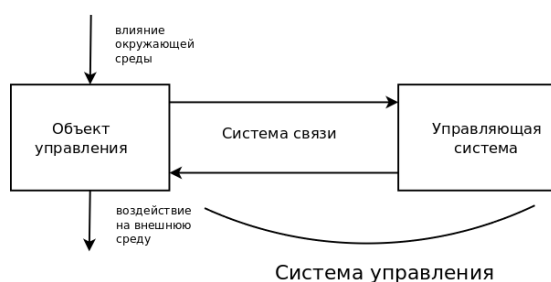 влияние
окружающей
среды
Объект
управления
Система связи
Управляющая
система
воздействие
на внешнюю
среду
Система управления